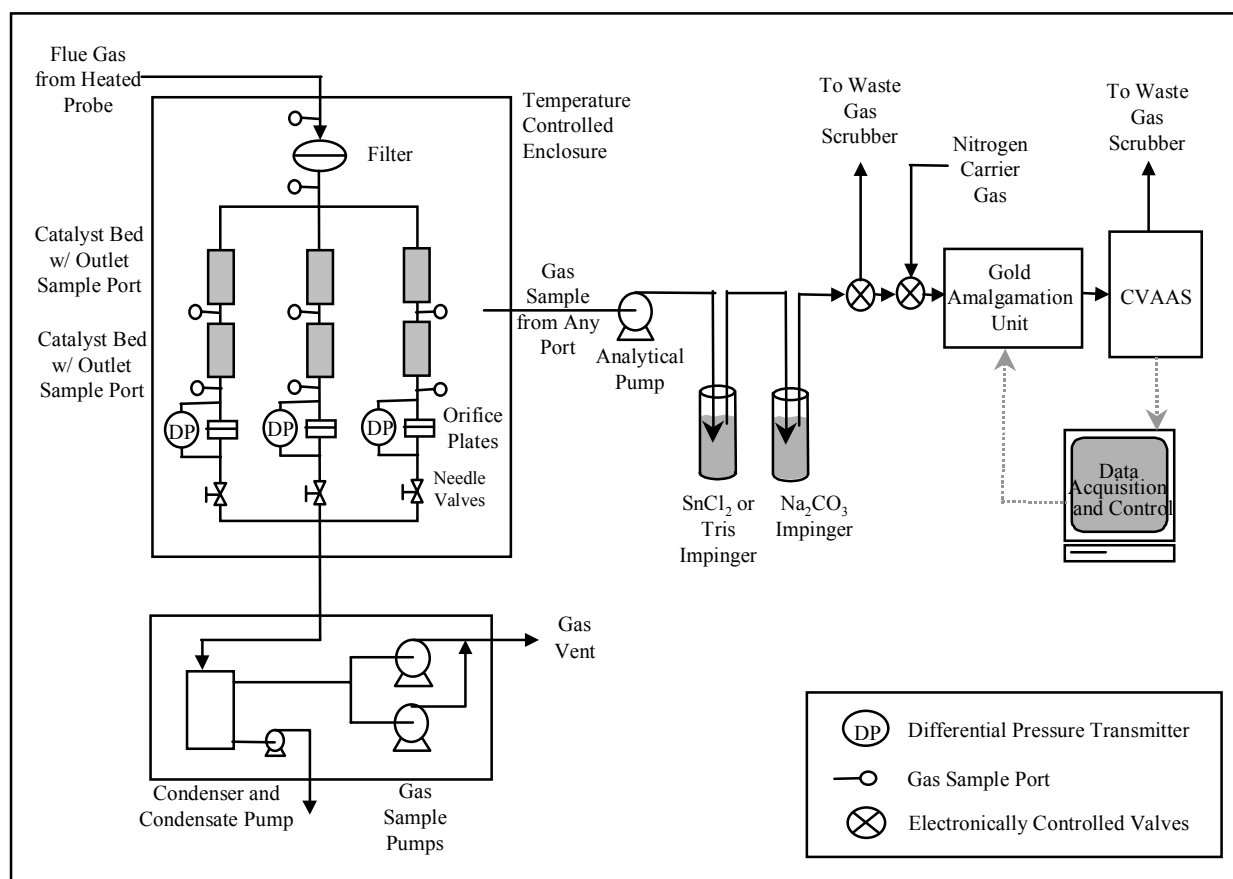 Flue Gas
from Heated
Probe
Temperature
Controlled
Enclosure
Filter
Catalyst Bed
w/ Outlet
Sample Port
Catalyst Bed
w/ Outlet
Sample Port
DP
DP
DP
Orifice
Plates
Needle
Valves
Gas
Sample
from Any
Port
Analytical
Pump
To Waste
Gas
Scrubber
Nitrogen
Carrier
Gas
To Waste
Gas
Scrubber
Gold
Amalgamation
Unit
CVAAS
SnCl₂ or
Tris
Impinger
Na₂CO₃
Impinger
Data
Acquisition
and Control
Gas
Vent
Condenser and
Condensate Pump
Gas
Sample
Pumps
DP
Differential Pressure Transmitter
Gas Sample Port
Electronically Controlled Valves